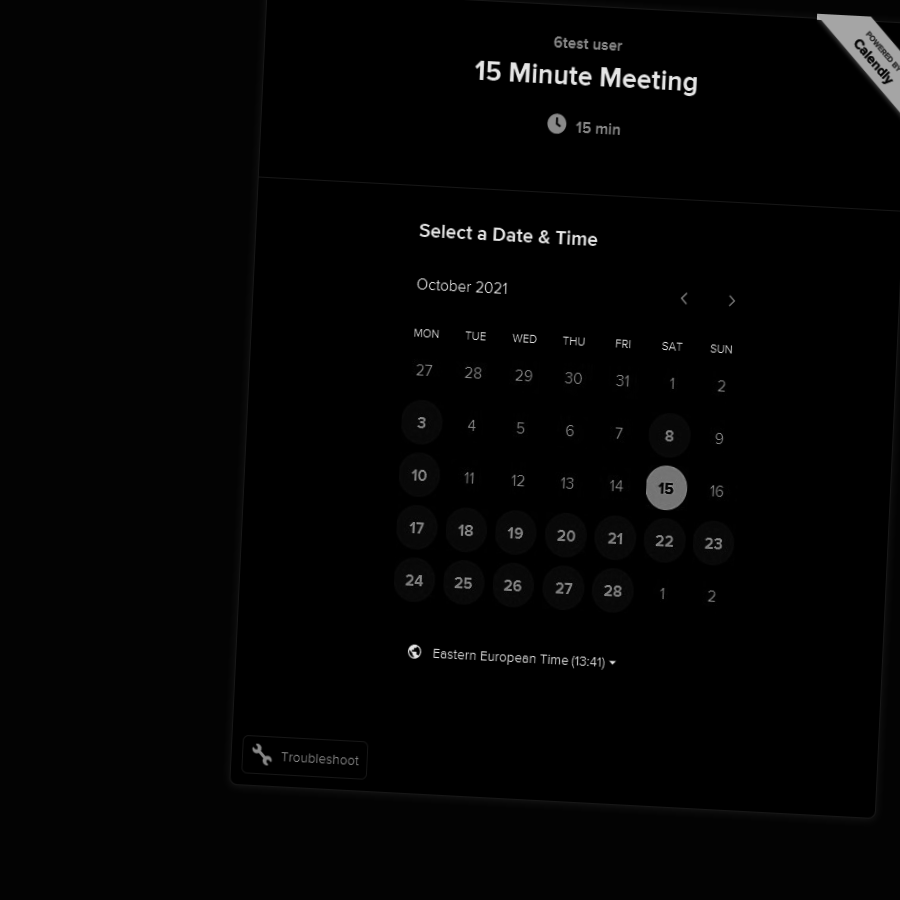 POWERED BY
Calendly
6test user
15 Minute Meeting
15 min
Select a Date & Time
October 2021
MON TUE WED THU FRI SAT SUN
27 28 29 30 31 1 2
3 4 5 6 7 8 9
10 11 12 13 14 15 16
17 18 19 20 21 22 23
24 25 26 27 28 1 2
Eastern European Time (13:41)
Troubleshoot